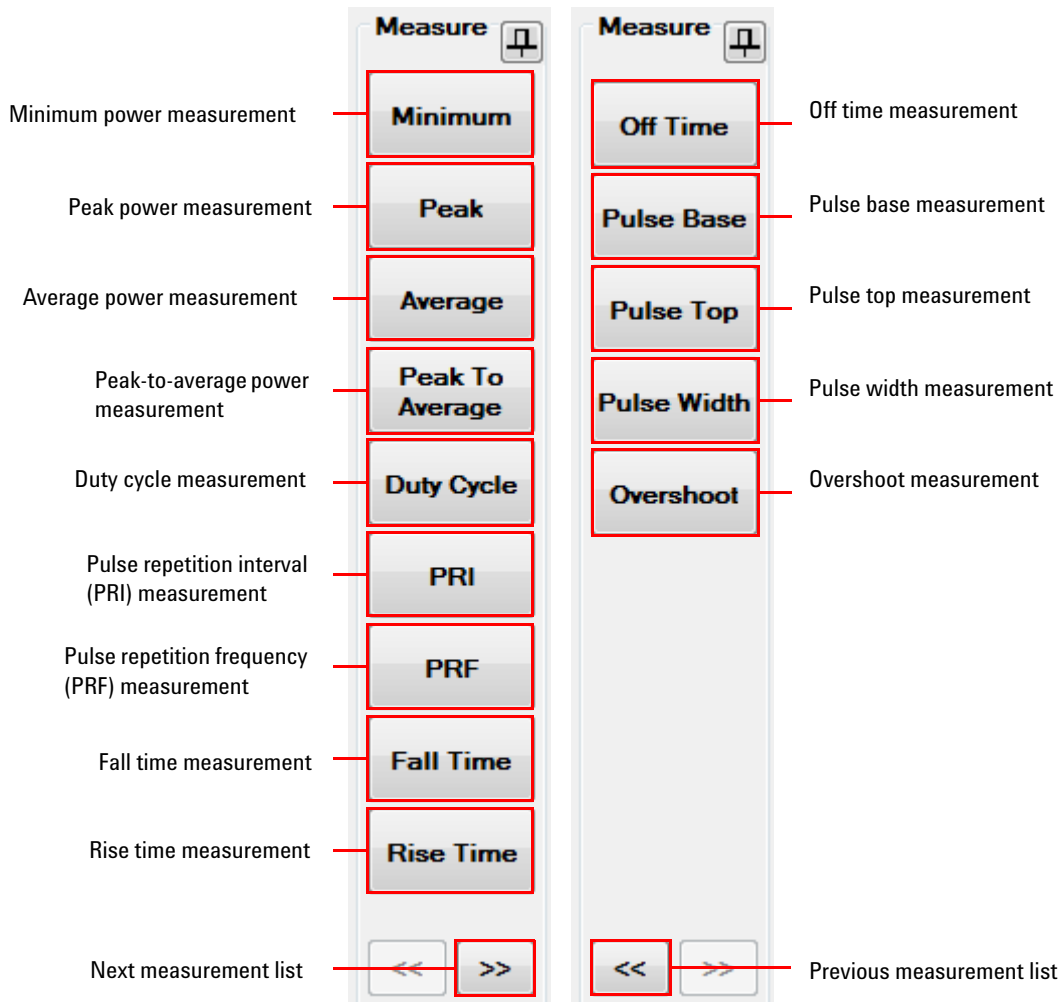 Measure
Measure
Minimum power measurement
Minimum
Off Time
Off time measurement
Peak power measurement
Peak
Pulse Base
Pulse base measurement
Average power measurement
Average
Pulse Top
Pulse top measurement
Peak-to-average power
measurement
Peak To
Average
Pulse Width
Pulse width measurement
Duty cycle measurement
Duty Cycle
Overshoot
Overshoot measurement
Pulse repetition interval
(PRI) measurement
PRI
Pulse repetition frequency
(PRF) measurement
PRF
Fall time measurement
Fall Time
Rise time measurement
Rise Time
Next measurement list
<<
>>
<<
>>
Previous measurement list